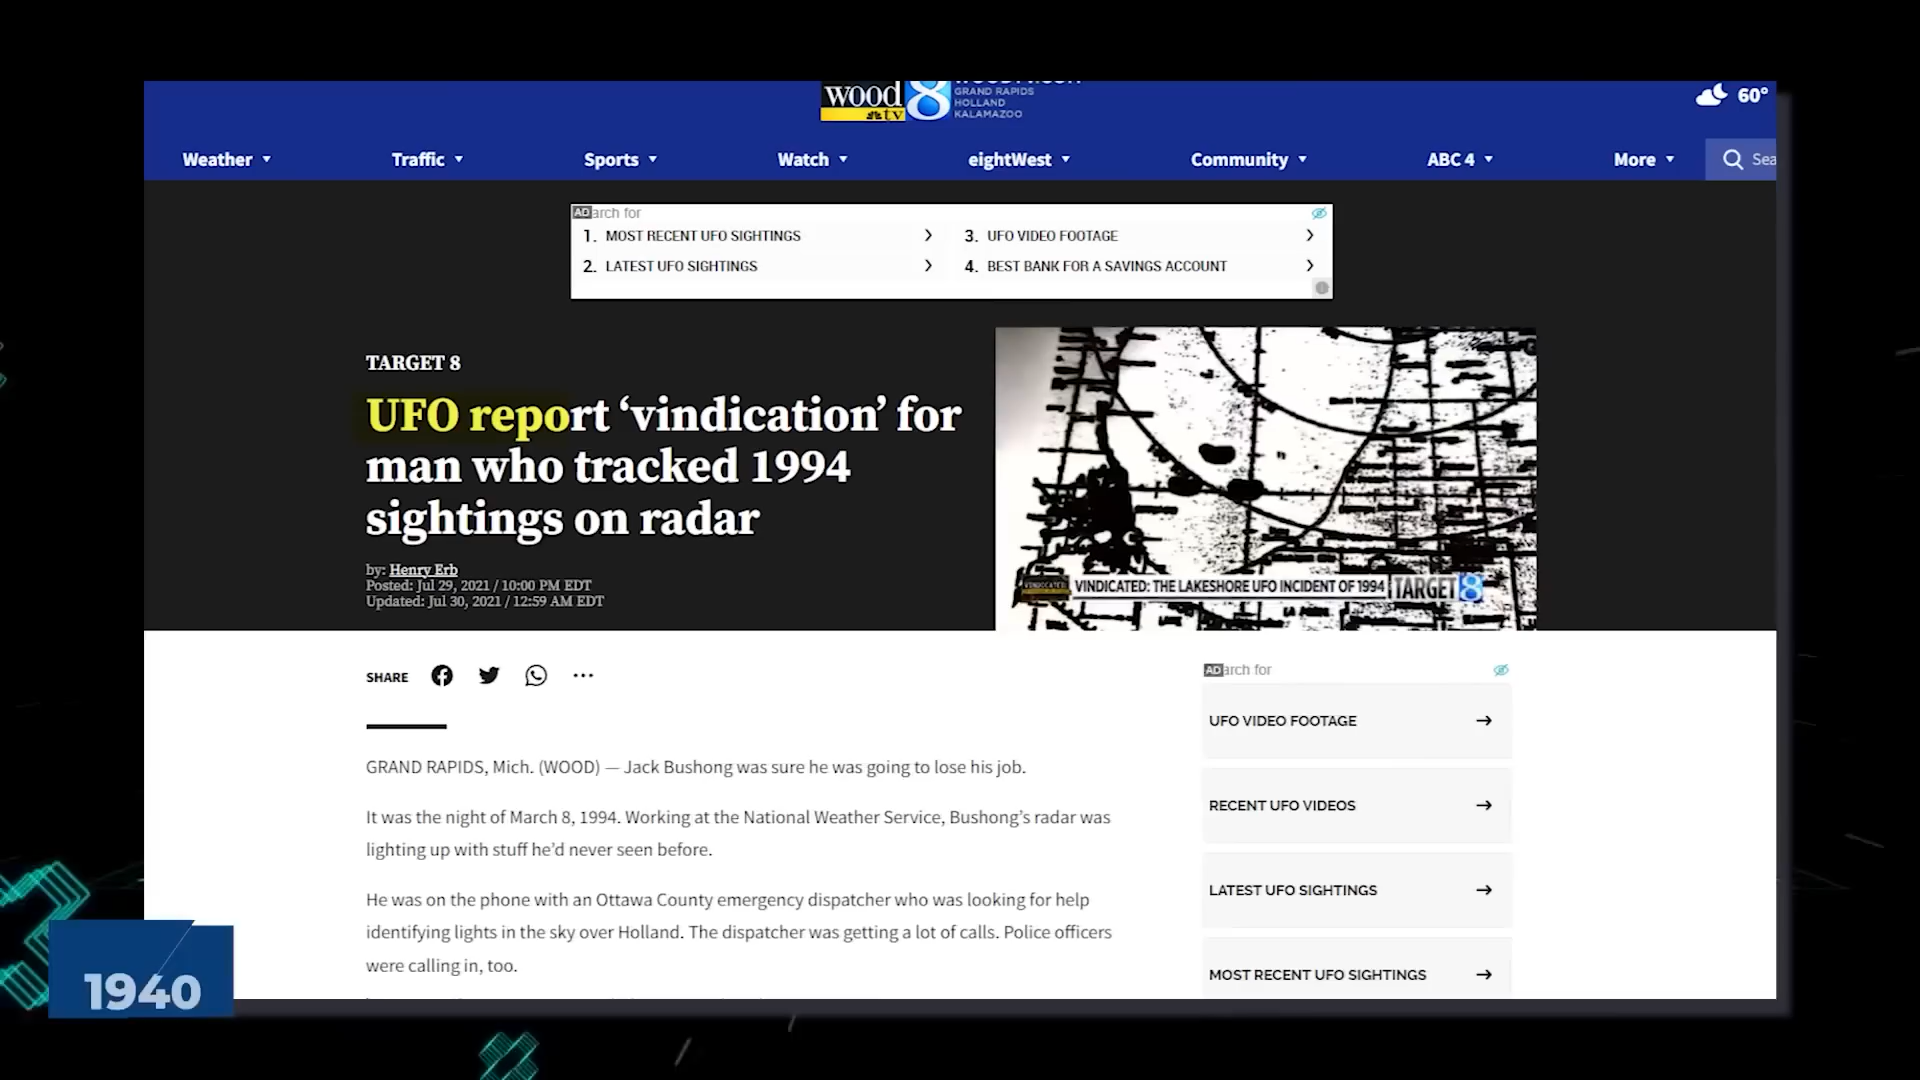 wood tv 8
GRAND RAPIDS
HOLLAND
KALAMAZOO
60°
Weather
Traffic
Sports
Watch
eightWest
Community
ABC 4
More
Sea
AD arch for
1. MOST RECENT UFO SIGHTINGS
2. LATEST UFO SIGHTINGS
3. UFO VIDEO FOOTAGE
4. BEST BANK FOR A SAVINGS ACCOUNT
TARGET 8
UFO report ‘vindication’ for
man who tracked 1994
sightings on radar
by: Henry Erb
Posted: Jul 29, 2021 / 10:00 PM EDT
Updated: Jul 30, 2021 / 12:59 AM EDT
VINDICATED: THE LAKESHORE UFO INCIDENT OF 1994 TARGET 8
SHARE
GRAND RAPIDS, Mich. (WOOD) — Jack Bushong was sure he was going to lose his job.
It was the night of March 8, 1994. Working at the National Weather Service, Bushong’s radar was
lighting up with stuff he’d never seen before.
He was on the phone with an Ottawa County emergency dispatcher who was looking for help
identifying lights in the sky over Holland. The dispatcher was getting a lot of calls. Police officers
were calling in, too.
AD arch for
UFO VIDEO FOOTAGE
RECENT UFO VIDEOS
LATEST UFO SIGHTINGS
MOST RECENT UFO SIGHTINGS
1940